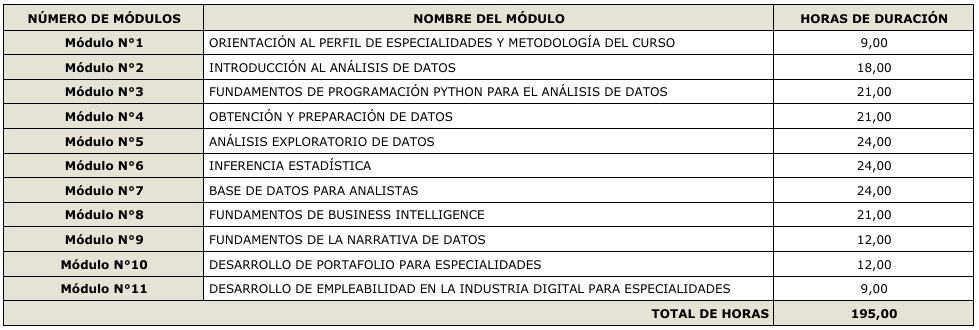 NÚMERO DE MÓDULOS NOMBRE DEL MÓDULO HORAS DE DURACIÓN
Módulo N°1 ORIENTACIÓN AL PERFIL DE ESPECIALIDADES Y METODOLOGÍA DEL CURSO 9,00
Módulo N°2 INTRODUCCIÓN AL ANÁLISIS DE DATOS 18,00
Módulo N°3 FUNDAMENTOS DE PROGRAMACIÓN PYTHON PARA EL ANÁLISIS DE DATOS 21,00
Módulo N°4 OBTENCIÓN Y PREPARACIÓN DE DATOS 21,00
Módulo N°5 ANÁLISIS EXPLORATORIO DE DATOS 24,00
Módulo N°6 INFERENCIA ESTADÍSTICA 24,00
Módulo N°7 BASE DE DATOS PARA ANALISTAS 24,00
Módulo N°8 FUNDAMENTOS DE BUSINESS INTELLIGENCE 21,00
Módulo N°9 FUNDAMENTOS DE LA NARRATIVA DE DATOS 12,00
Módulo N°10 DESARROLLO DE PORTAFOLIO PARA ESPECIALIDADES 12,00
Módulo N°11 DESARROLLO DE EMPLEABILIDAD EN LA INDUSTRIA DIGITAL PARA ESPECIALIDADES 9,00
TOTAL DE HORAS 195,00